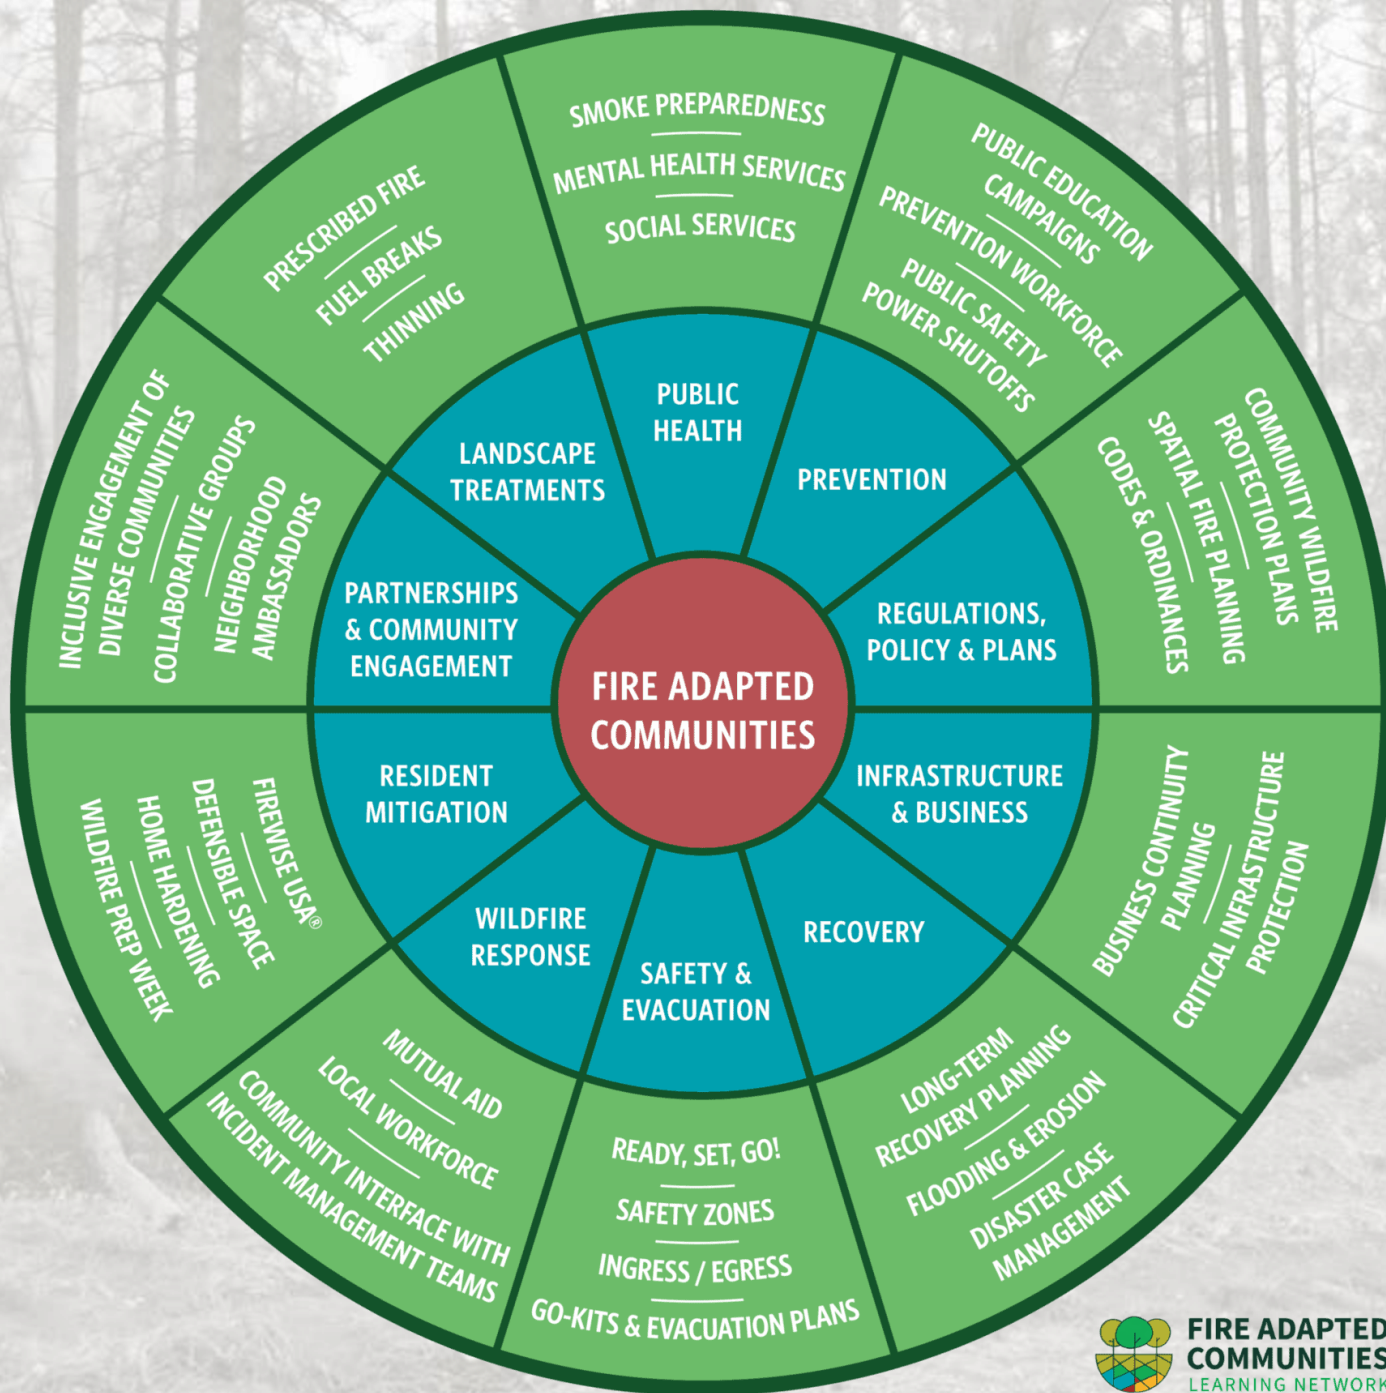 FIRE ADAPTED
COMMUNITIES
PUBLIC
HEALTH
SMOKE PREPAREDNESS
MENTAL HEALTH SERVICES
SOCIAL SERVICES
PREVENTION
PUBLIC EDUCATION
CAMPAIGNS
PREVENTION WORKFORCE
PUBLIC SAFETY
POWER SHUTOFFS
REGULATIONS,
POLICY & PLANS
COMMUNITY WILDFIRE
PROTECTION PLANS
SPATIAL FIRE PLANNING
CODES & ORDINANCES
INFRASTRUCTURE
& BUSINESS
BUSINESS CONTINUITY
PLANNING
CRITICAL INFRASTRUCTURE
PROTECTION
RECOVERY
LONG-TERM
RECOVERY PLANNING
FLOODING & EROSION
DISASTER CASE
MANAGEMENT
SAFETY &
EVACUATION
READY, SET, GO!
SAFETY ZONES
INGRESS / EGRESS
GO-KITS & EVACUATION PLANS
WILDFIRE
RESPONSE
MUTUAL AID
LOCAL WORKFORCE
COMMUNITY INTERFACE WITH
INCIDENT MANAGEMENT TEAMS
RESIDENT
MITIGATION
FIREWISE USA®
DEFENSIBLE SPACE
HOME HARDENING
WILDFIRE PREP WEEK
PARTNERSHIPS
& COMMUNITY
ENGAGEMENT
INCLUSIVE ENGAGEMENT OF
DIVERSE COMMUNITIES
COLLABORATIVE GROUPS
NEIGHBORHOOD
AMBASSADORS
LANDSCAPE
TREATMENTS
PRESCRIBED FIRE
FUEL BREAKS
THINNING
FIRE ADAPTED
COMMUNITIES
LEARNING NETWORK